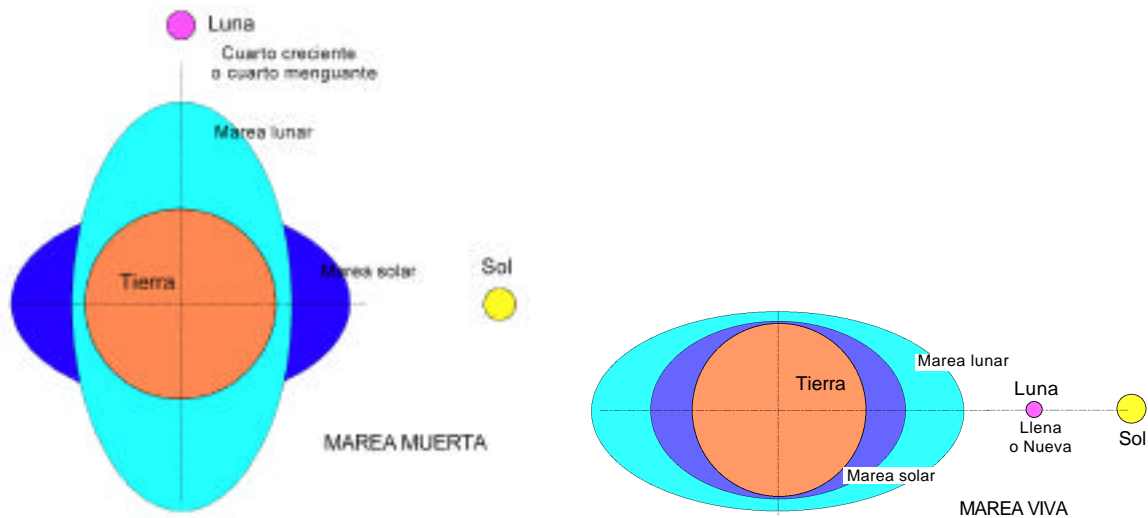 Luna
Cuarto creciente
o cuarto menguante
Marea lunar
Tierra
Marea solar
Sol
MAREA MUERTA
Marea lunar
Tierra
Luna
Llena
o Nueva
Sol
Marea solar
MAREA VIVA